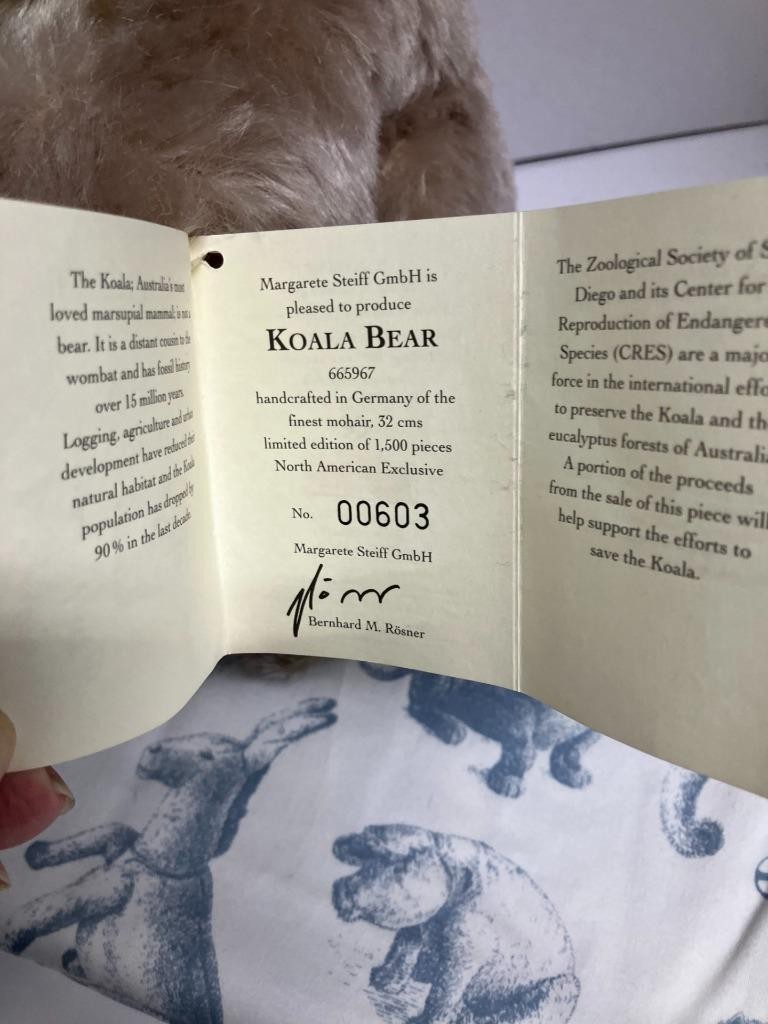 The Koala; Australia's most
loved marsupial mammal; is not a
bear. It is a distant cousin to the
wombat and has fossil history
over 15 million years.
Logging, agriculture and urban
development have reduced their
natural habitat and the Koala
population has dropped by
90% in the last decade.
Margarete Steiff GmbH is
pleased to produce
KOALA BEAR
665967
handcrafted in Germany of the
finest mohair, 32 cms
limited edition of 1,500 pieces
North American Exclusive
No. 00603
Margarete Steiff GmbH
Bernhard M. Rösner
The Zoological Society of S
Diego and its Center for
Reproduction of Endangere
Species (CRES) are a majo
force in the international effo
to preserve the Koala and th
eucalyptus forests of Australia
A portion of the proceeds
from the sale of this piece will
help support the efforts to
save the Koala.